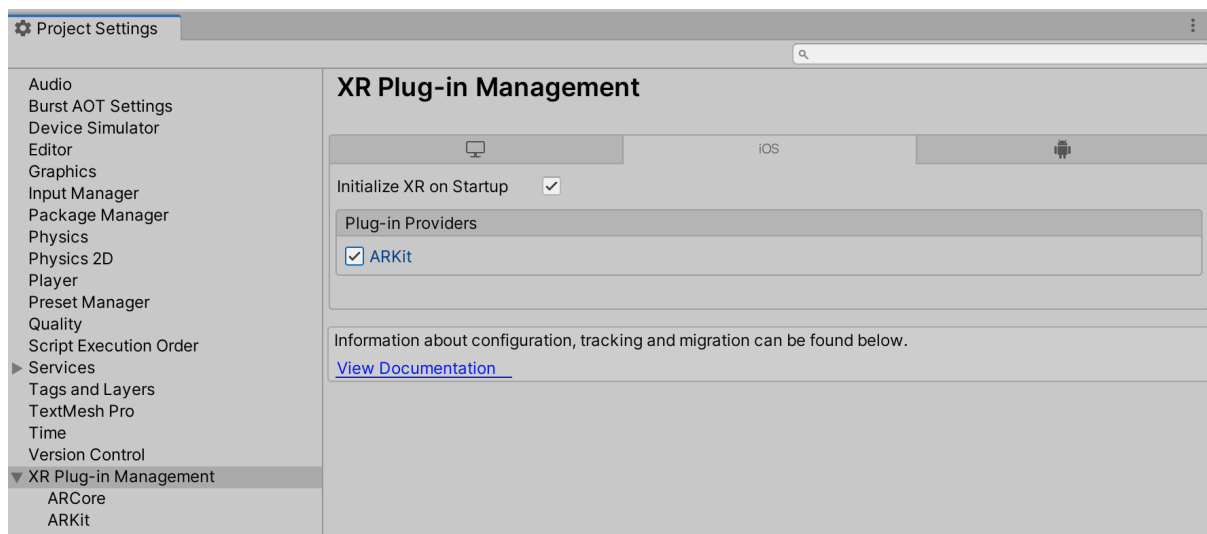 Project Settings
Audio
Burst AOT Settings
Device Simulator
Editor
Graphics
Input Manager
Package Manager
Physics
Physics 2D
Player
Preset Manager
Quality
Script Execution Order
Services
Tags and Layers
TextMesh Pro
Time
Version Control
XR Plug-in Management
ARCore
ARKit
XR Plug-in Management
iOS
Initialize XR on Startup
Plug-in Providers
ARKit
Information about configuration, tracking and migration can be found below.
View Documentation